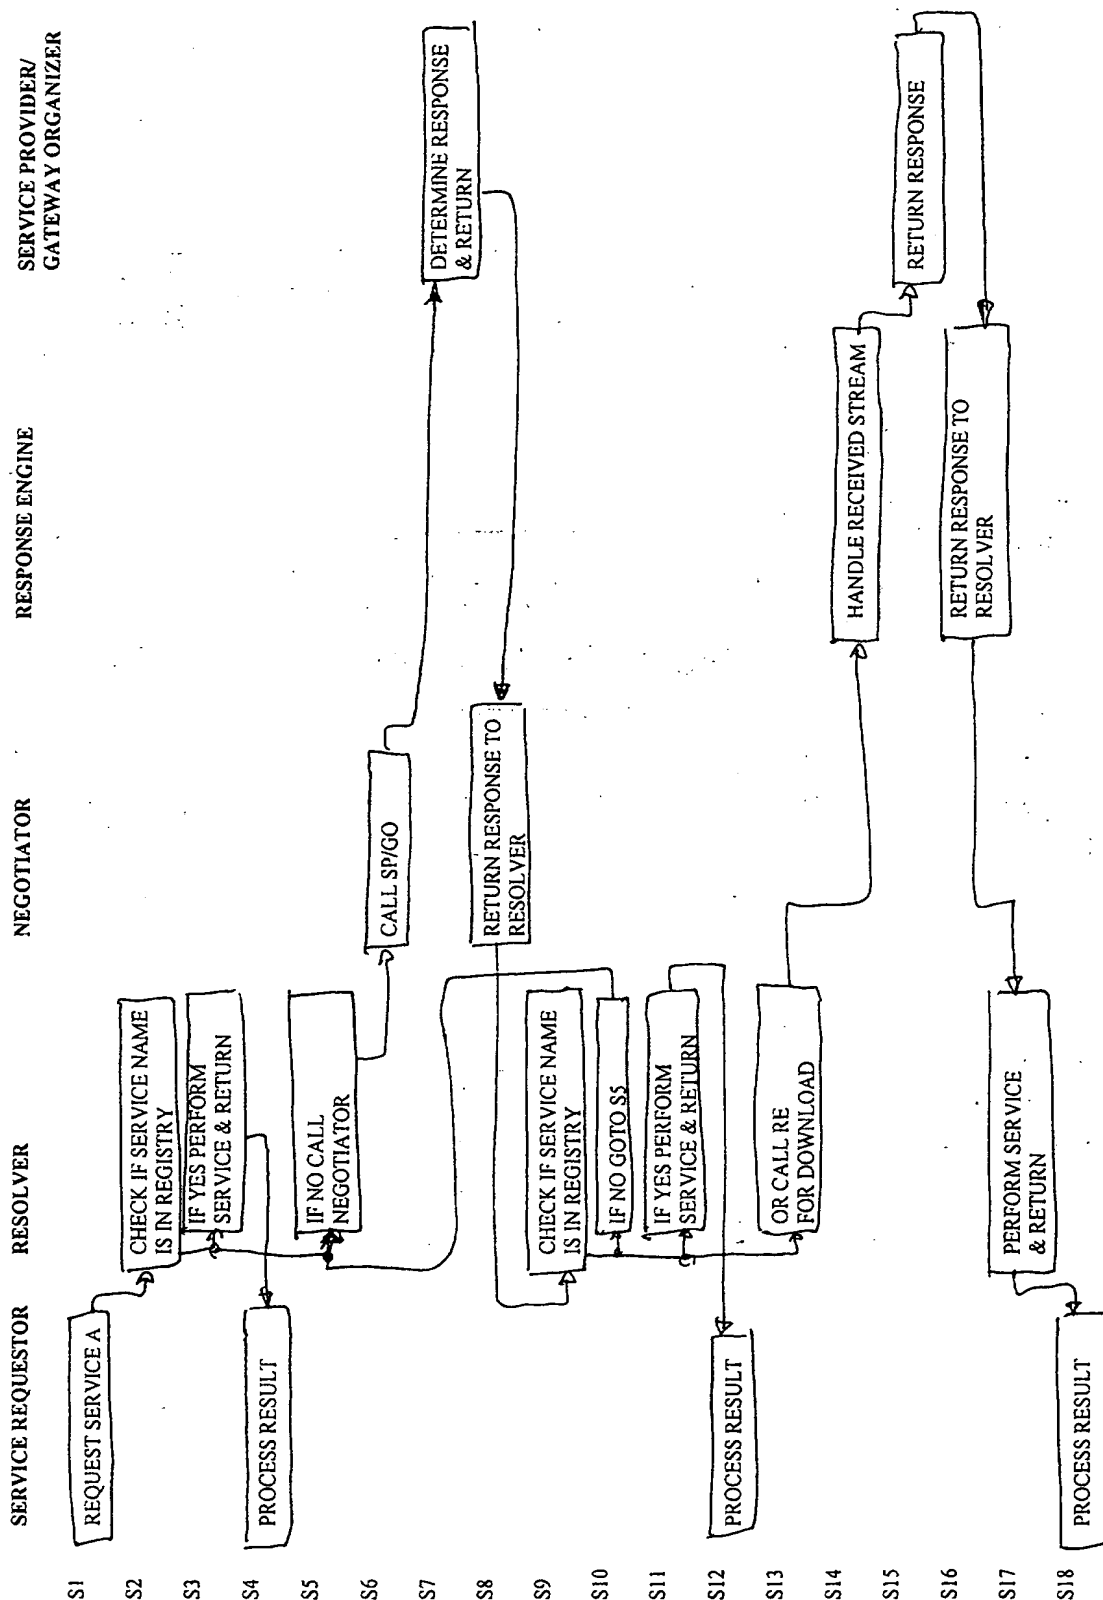 SERVICE REQUESTOR
RESOLVER
NEGOTIATOR
RESPONSE ENGINE
SERVICE PROVIDER/
GATEWAY ORGANIZER
S1
REQUEST SERVICE A
S2
CHECK IF SERVICE NAME
IS IN REGISTRY
S3
IF YES PERFORM
SERVICE & RETURN
S4
PROCESS RESULT
S5
IF NO CALL
NEGOTIATOR
S6
CALL SP/GO
S7
DETERMINE RESPONSE
& RETURN
S8
RETURN RESPONSE TO
RESOLVER
S9
CHECK IF SERVICE NAME
IS IN REGISTRY
S10
IF NO GOTO S5
S11
IF YES PERFORM
SERVICE & RETURN
S12
PROCESS RESULT
S13
OR CALL RE
FOR DOWNLOAD
S14
HANDLE RECEIVED STREAM
S15
RETURN RESPONSE
S16
RETURN RESPONSE TO
RESOLVER
S17
PERFORM SERVICE
& RETURN
S18
PROCESS RESULT